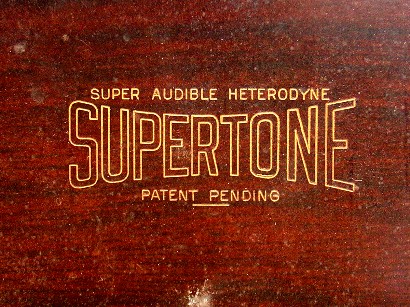 SUPER AUDIBLE HETERODYNE
SUPERTONE
PATENT PENDING